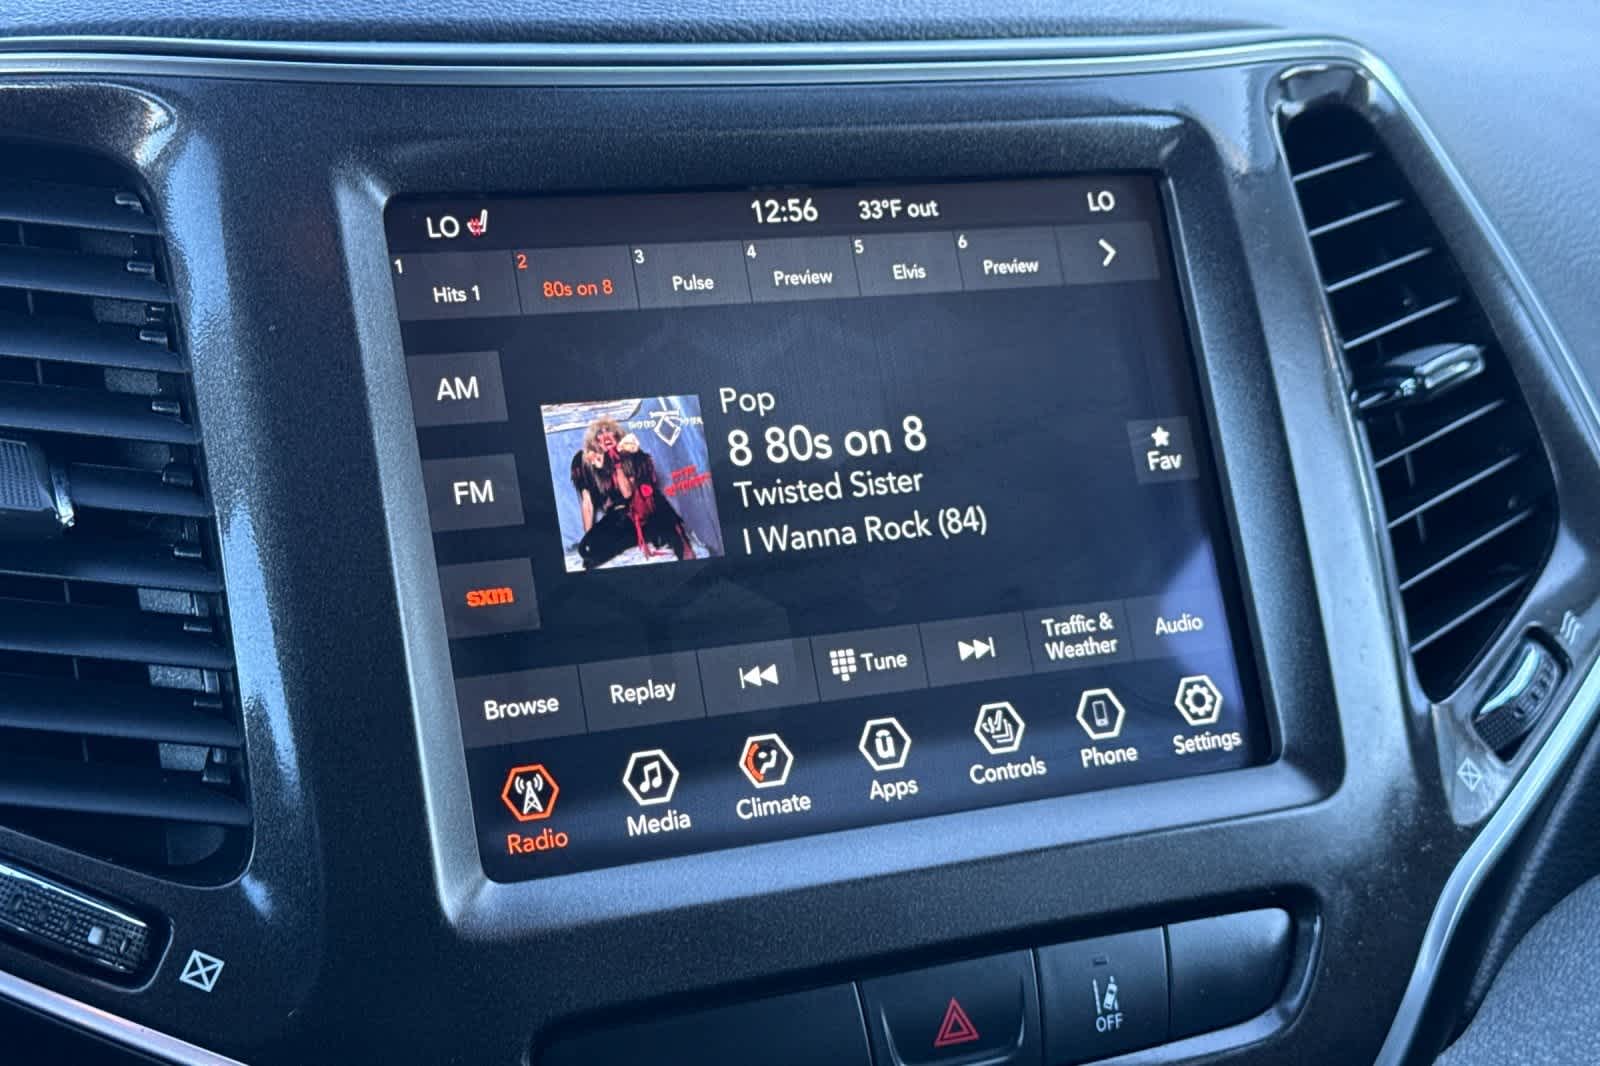 LO 12:56 33°F out LO
1 Hits 1
2 80s on 8
3 Pulse
4 Preview
5 Elvis
6 Preview
AM
FM
sxm
Pop
8 80s on 8
Twisted Sister
I Wanna Rock (84)
Fav
Browse
Replay
Tune
Traffic &
Weather
Audio
Radio
Media
Climate
Apps
Controls
Phone
Settings
OFF